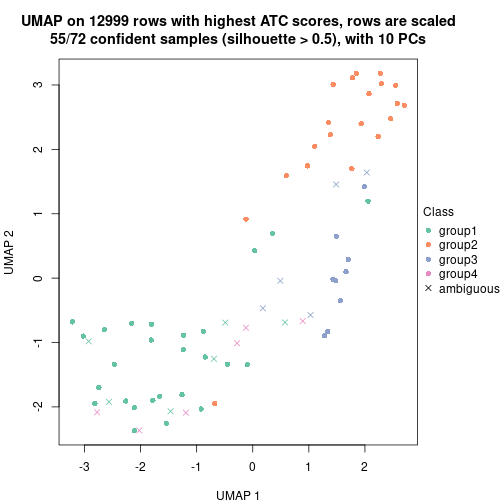 UMAP on 12999 rows with highest ATC scores, rows are scaled
55/72 confident samples (silhouette > 0.5), with 10 PCs
3
2
1
0
-1
-2
UMAP 2
-3
-2
-1
0
1
2
UMAP 1
Class
group1
group2
group3
group4
ambiguous